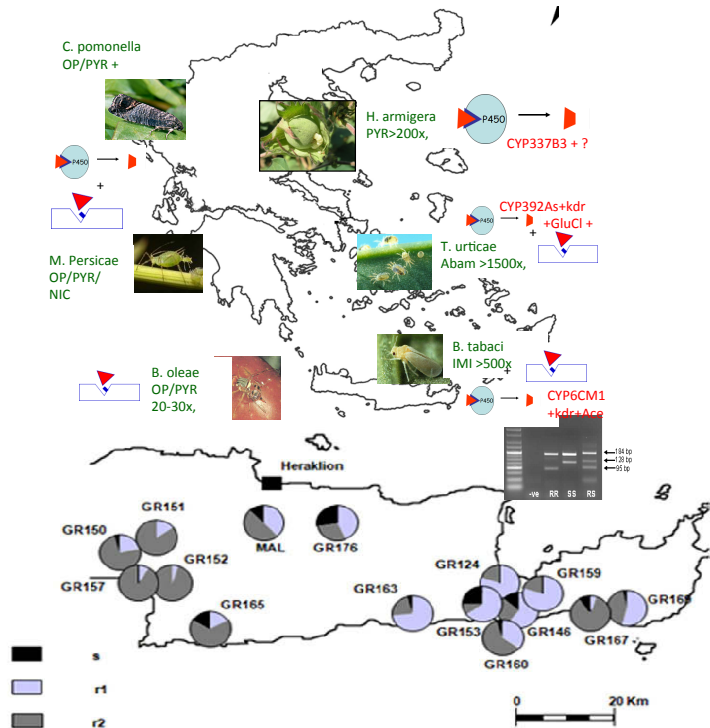 C. pomonella
OP/PYR +
H. armigera
PYR>200x,
P450
CYP337B3 + ?
P450
+
CYP392As+kdr
+GluCl +
P450
+
M. Persicae
OP/PYR/
NIC
T. urticae
Abam >1500x,
B. tabaci
IMI >500x
+
B. oleae
OP/PYR
20-30x,
P450
CYP6CM1
+kdr+Ace
184 bp
128 bp
95 bp
-ve RR SS RS
Heraklion
GR151
GR150
MAL
GR176
GR152
GR157
GR124
GR159
GR163
GR165
GR169
GR153
GR146
GR167
GR160
s
r1
r2
0 20 Km